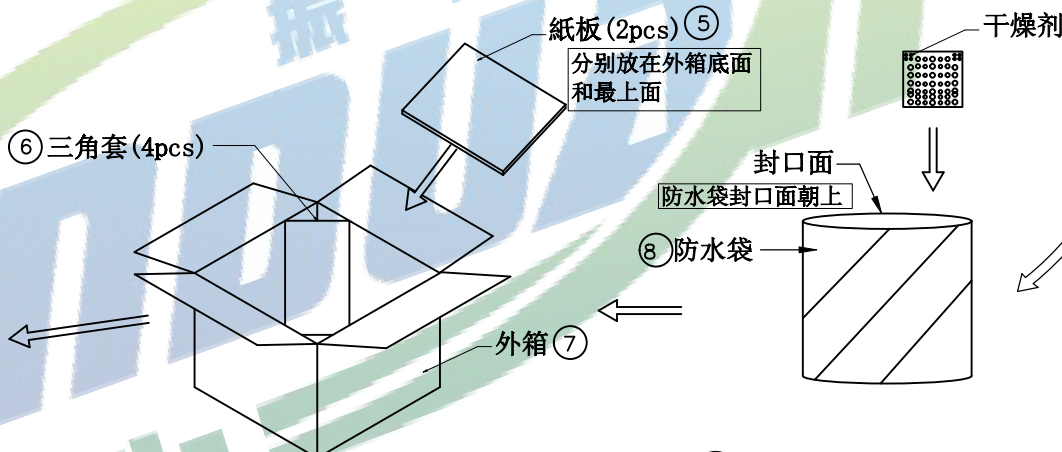 紙板(2pcs)⑤
分别放在外箱底面
和最上面
干燥剂
⑥三角套(4pcs)
封口面
防水袋封口面朝上
⑧防水袋
外箱⑦